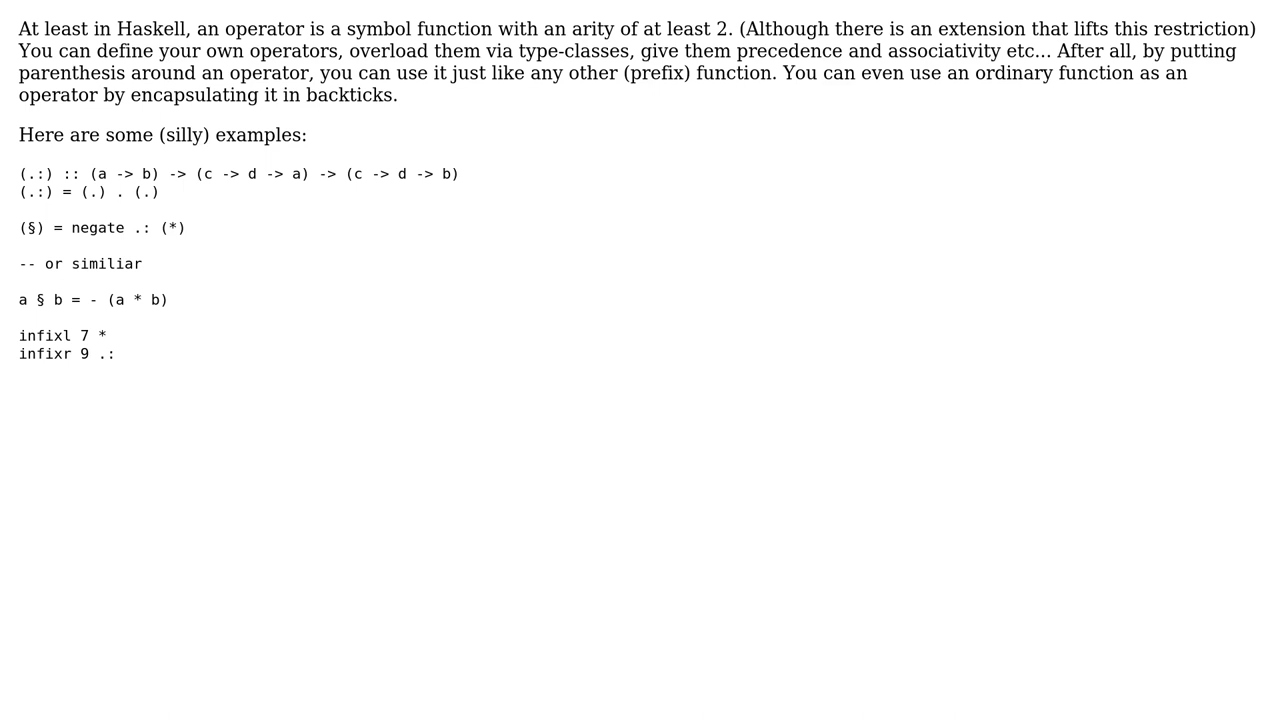 At least in Haskell, an operator is a symbol function with an arity of at least 2. (Although there is an extension that lifts this restriction)
You can define your own operators, overload them via type-classes, give them precedence and associativity etc... After all, by putting
parenthesis around an operator, you can use it just like any other (prefix) function. You can even use an ordinary function as an
operator by encapsulating it in backticks.
Here are some (silly) examples:
(.:) :: (a -> b) -> (c -> d -> a) -> (c -> d -> b)
(.:) = (.) . (.)
(§) = negate .: (*)
-- or similiar
a § b = - (a * b)
infixl 7 *
infixr 9 .: